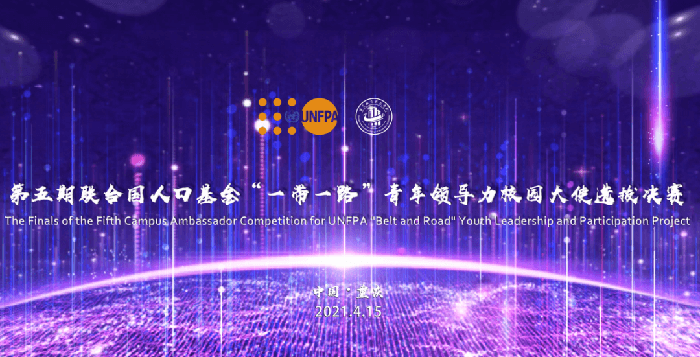 UNFPA
第五期联合国人口基金“一带一路”青年领导力校园大使选拔决赛
The Finals of the Fifth Campus Ambassador Competition for UNFPA "Belt and Road" Youth Leadership and Participation Project
中国·重庆
2021.4.15